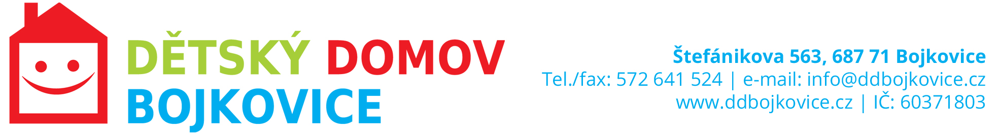 DĚTSKÝ DOMOV
BOJKOVICE
Štefánikova 563, 687 71 Bojkovice
Tel./fax: 572 641 524 | e-mail: info@ddbojkovice.cz
www.ddbojkovice.cz | IČ: 60371803